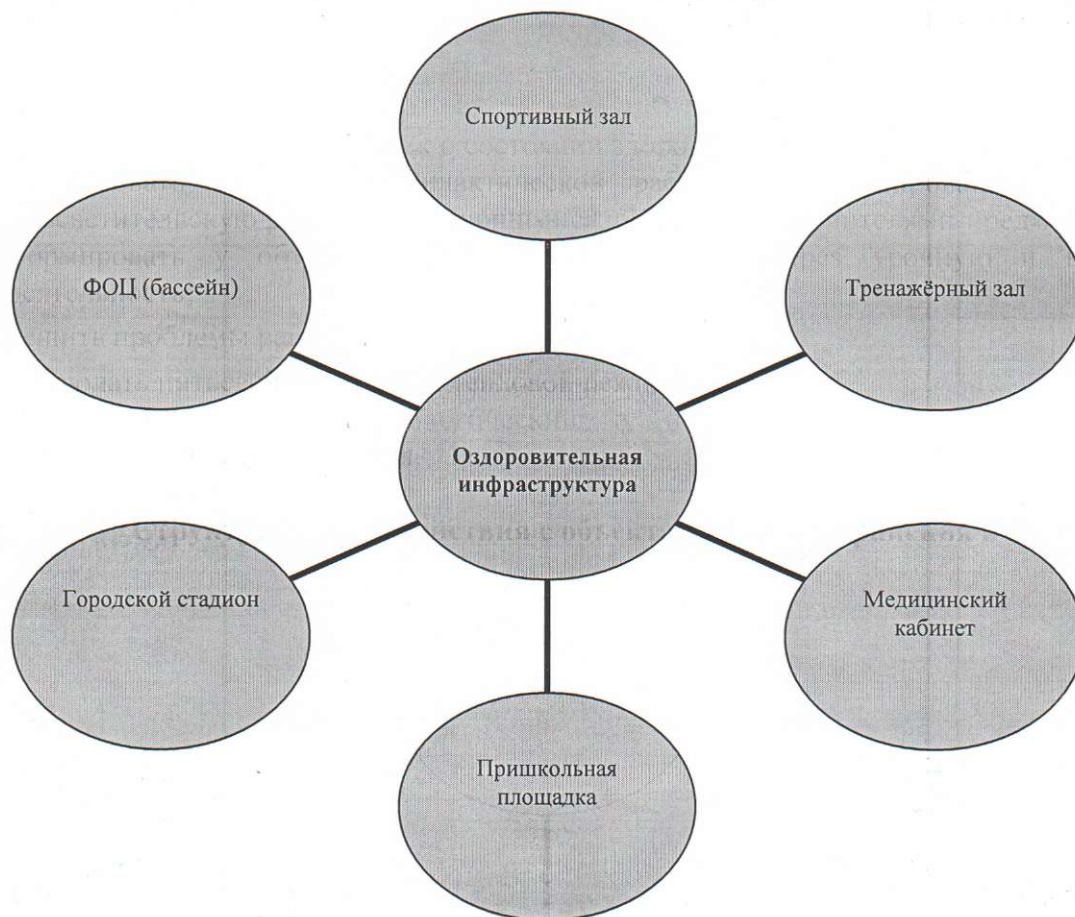 Спортивный зал
ФОЦ (бассейн)
Тренажёрный зал
Оздоровительная
инфраструктура
Городской стадион
Медицинский
кабинет
Пришкольная
площадка